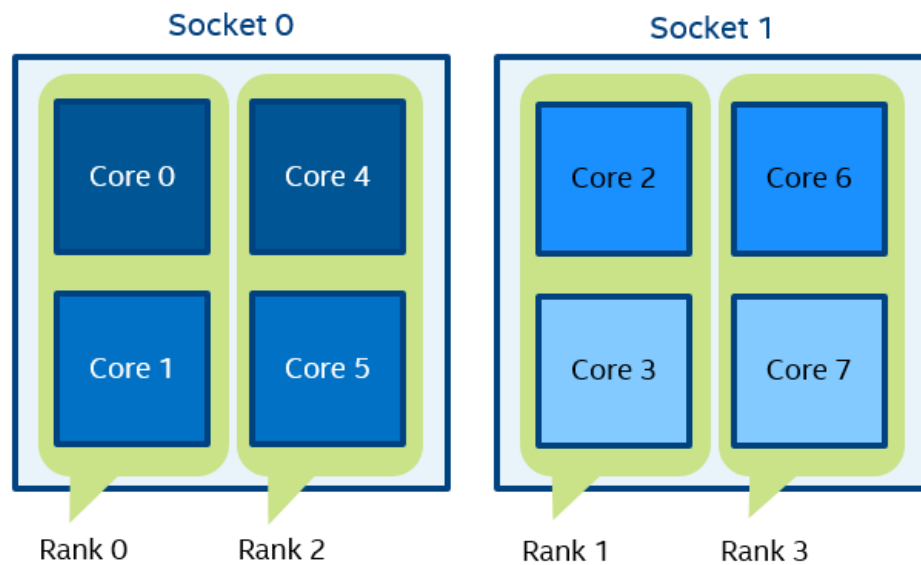 Socket 0
Socket 1
Core 0
Core 4
Core 2
Core 6
Core 1
Core 5
Core 3
Core 7
Rank 0
Rank 2
Rank 1
Rank 3